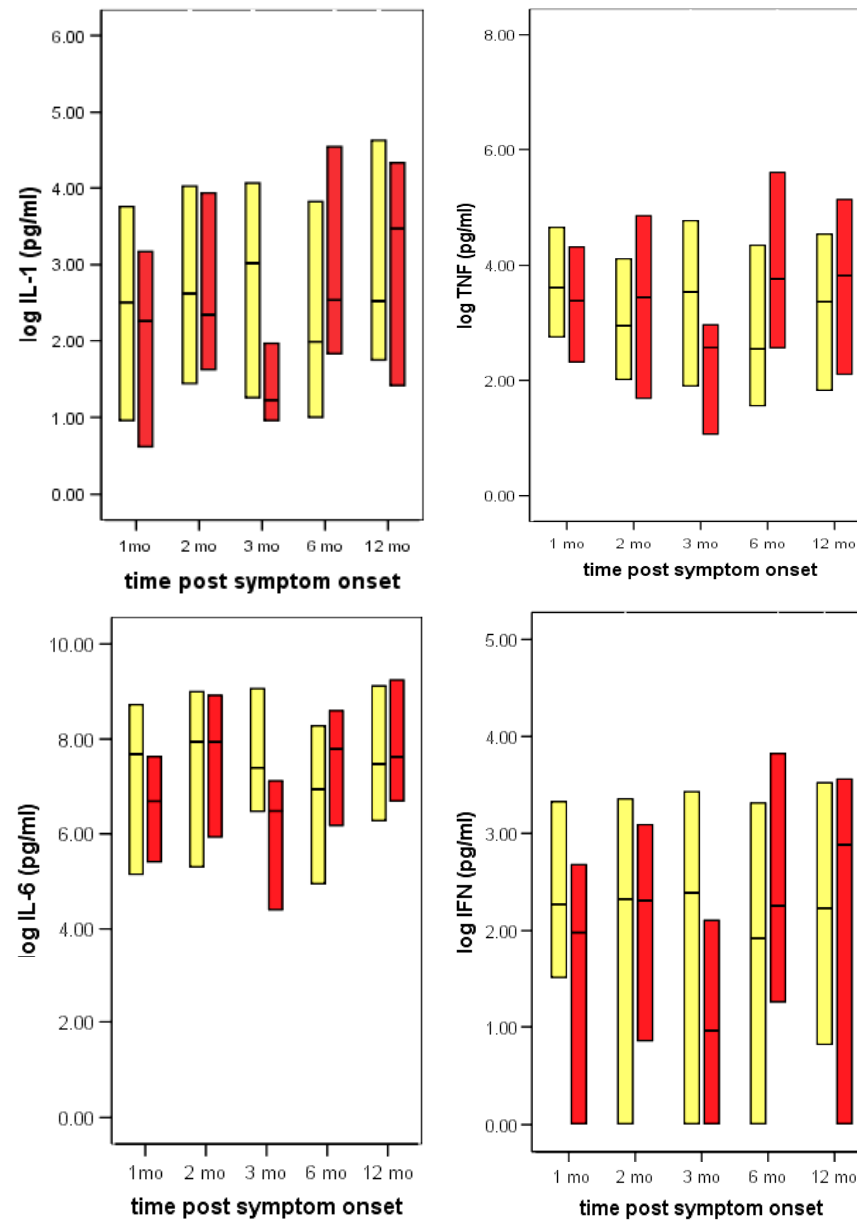 6.00
5.00
4.00
3.00
2.00
1.00
0.00
log IL-1 (pg/ml)
1mo 2 mo 3 mo 6 mo 12 mo
time post symptom onset
8.00
6.00
4.00
2.00
0.00
log TNF (pg/ml)
1 mo 2 mo 3 mo 6 mo 12 mo
time post symptom onset
10.00
8.00
6.00
4.00
2.00
0.00
log IL-6 (pg/ml)
1mo 2 mo 3 mo 6 mo 12 mo
time post symptom onset
5.00
4.00
3.00
2.00
1.00
0.00
log IFN (pg/ml)
1 mo 2 mo 3 mo 6 mo 12 mo
time post symptom onset